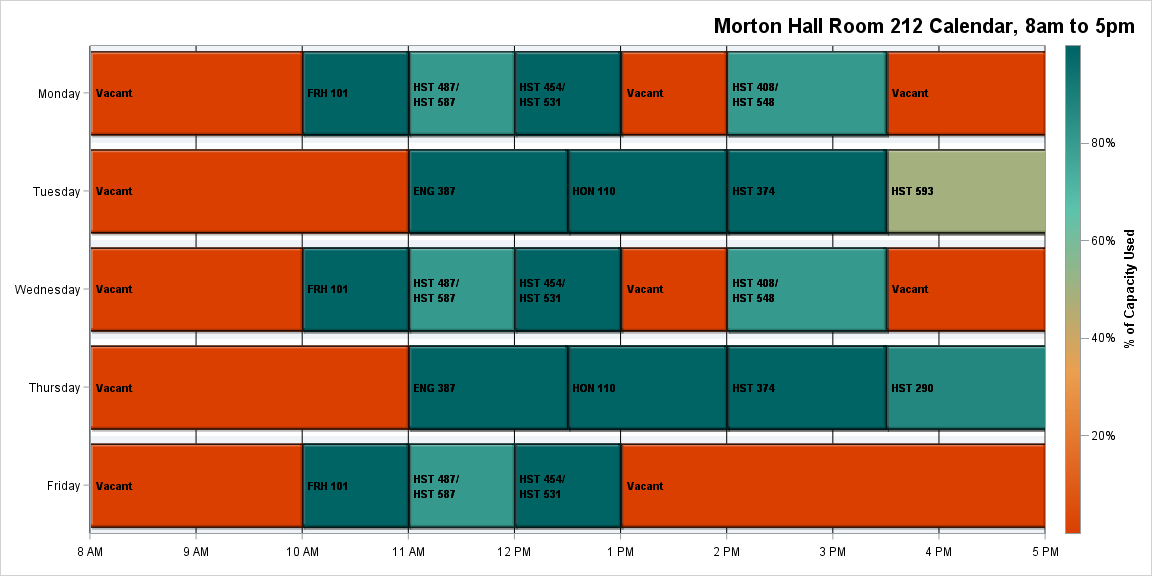 Morton Hall Room 212 Calendar, 8am to 5pm
Monday
Vacant
FRH 101
HST 487/
HST 587
HST 454/
HST 531
Vacant
HST 408/
HST 548
Vacant
Tuesday
Vacant
ENG 387
HON 110
HST 374
HST 593
Wednesday
Vacant
FRH 101
HST 487/
HST 587
HST 454/
HST 531
Vacant
HST 408/
HST 548
Vacant
Thursday
Vacant
ENG 387
HON 110
HST 374
HST 290
Friday
Vacant
FRH 101
HST 487/
HST 587
HST 454/
HST 531
Vacant
8 AM
9 AM
10 AM
11 AM
12 PM
1 PM
2 PM
3 PM
4 PM
5 PM
80%
60%
40%
20%
% of Capacity Used